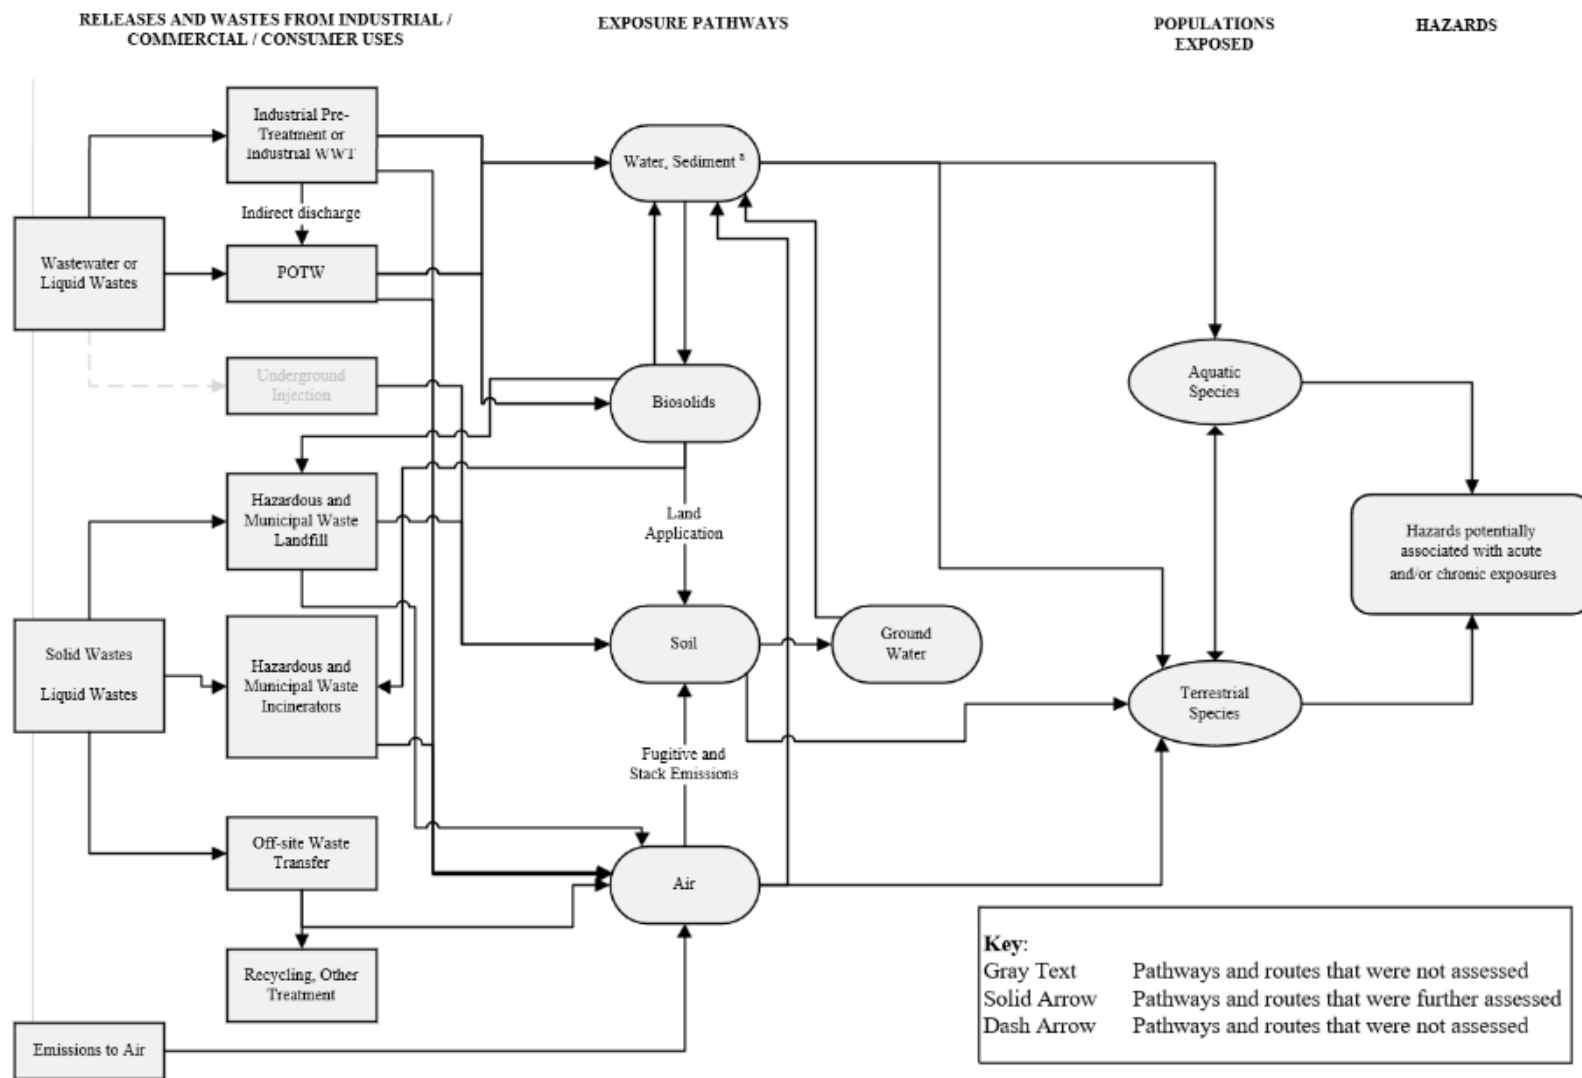 RELEASES AND WASTES FROM INDUSTRIAL /
COMMERCIAL / CONSUMER USES
EXPOSURE PATHWAYS
POPULATIONS
EXPOSED
HAZARDS
Industrial Pre-
Treatment or
Industrial WWT
Water, Sediment a
Indirect discharge
Wastewater or
Liquid Wastes
POTW
Underground
Injection
Biosolids
Aquatic
Species
Hazardous and
Municipal Waste
Landfill
Land
Application
Hazards potentially
associated with acute
and/or chronic exposures
Solid Wastes
Liquid Wastes
Hazardous and
Municipal Waste
Incinerators
Soil
Ground
Water
Terrestrial
Species
Fugitive and
Stack Emissions
Off-site Waste
Transfer
Air
Recycling, Other
Treatment
Emissions to Air
Key:
Gray Text Pathways and routes that were not assessed
Solid Arrow Pathways and routes that were further assessed
Dash Arrow Pathways and routes that were not assessed